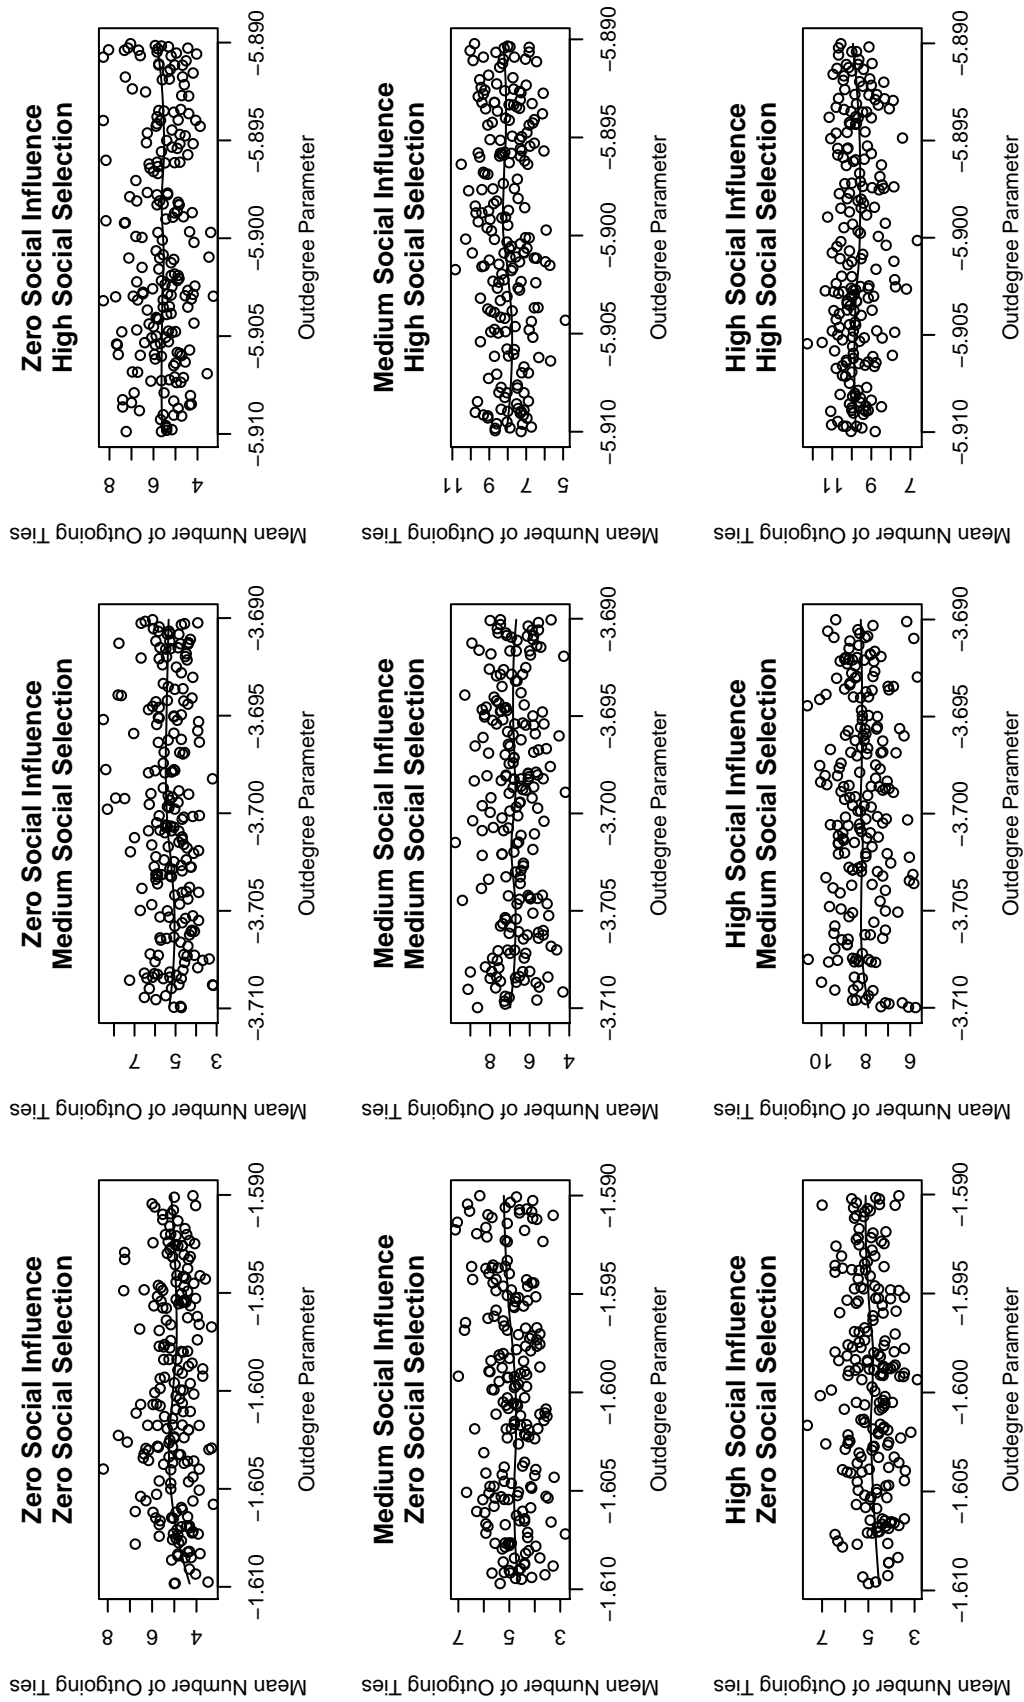 Zero Social Influence
Zero Social Selection
Mean Number of Outgoing Ties
8
6
4
−1.610 −1.605 −1.600 −1.595 −1.590
Outdegree Parameter
Zero Social Influence
Medium Social Selection
Mean Number of Outgoing Ties
7
5
3
−3.710 −3.705 −3.700 −3.695 −3.690
Outdegree Parameter
Zero Social Influence
High Social Selection
Mean Number of Outgoing Ties
8
6
4
−5.910 −5.905 −5.900 −5.895 −5.890
Outdegree Parameter
Medium Social Influence
Zero Social Selection
Mean Number of Outgoing Ties
7
5
3
−1.610 −1.605 −1.600 −1.595 −1.590
Outdegree Parameter
Medium Social Influence
Medium Social Selection
Mean Number of Outgoing Ties
8
6
4
−3.710 −3.705 −3.700 −3.695 −3.690
Outdegree Parameter
Medium Social Influence
High Social Selection
Mean Number of Outgoing Ties
11
9
7
5
−5.910 −5.905 −5.900 −5.895 −5.890
Outdegree Parameter
High Social Influence
Zero Social Selection
Mean Number of Outgoing Ties
7
5
3
−1.610 −1.605 −1.600 −1.595 −1.590
Outdegree Parameter
High Social Influence
Medium Social Selection
Mean Number of Outgoing Ties
10
8
6
−3.710 −3.705 −3.700 −3.695 −3.690
Outdegree Parameter
High Social Influence
High Social Selection
Mean Number of Outgoing Ties
11
9
7
−5.910 −5.905 −5.900 −5.895 −5.890
Outdegree Parameter